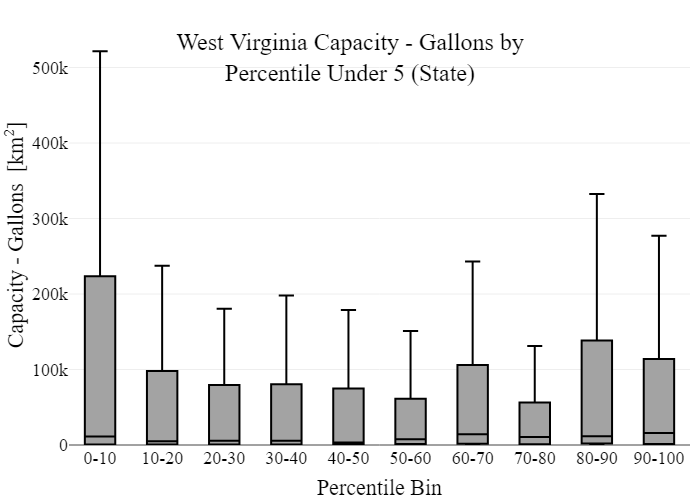 West Virginia Capacity - Gallons by
Percentile Under 5 (State)
Capacity - Gallons [km²]
500k
400k
300k
200k
100k
0
0-10 10-20 20-30 30-40 40-50 50-60 60-70 70-80 80-90 90-100
Percentile Bin